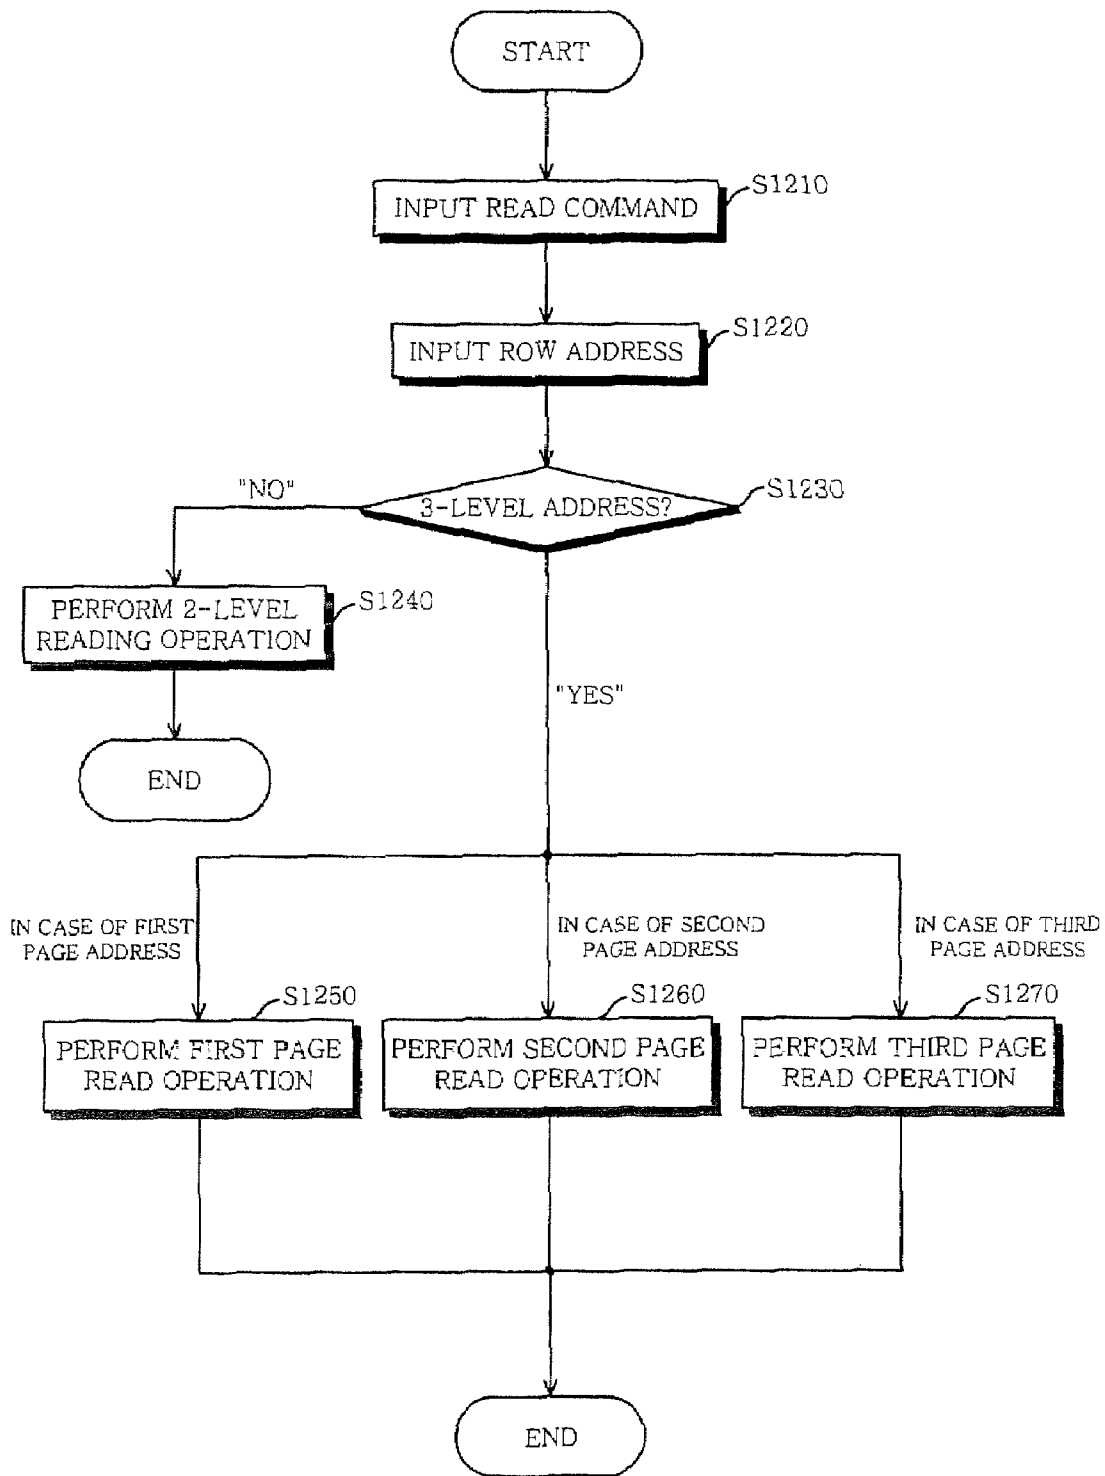 START
S1210
INPUT READ COMMAND
S1220
INPUT ROW ADDRESS
S1230
3-LEVEL ADDRESS?
"NO"
PERFORM 2-LEVEL
READING OPERATION
S1240
"YES"
END
IN CASE OF FIRST
PAGE ADDRESS
IN CASE OF SECOND
PAGE ADDRESS
IN CASE OF THIRD
PAGE ADDRESS
S1250
PERFORM FIRST PAGE
READ OPERATION
S1260
PERFORM SECOND PAGE
READ OPERATION
S1270
PERFORM THIRD PAGE
READ OPERATION
END